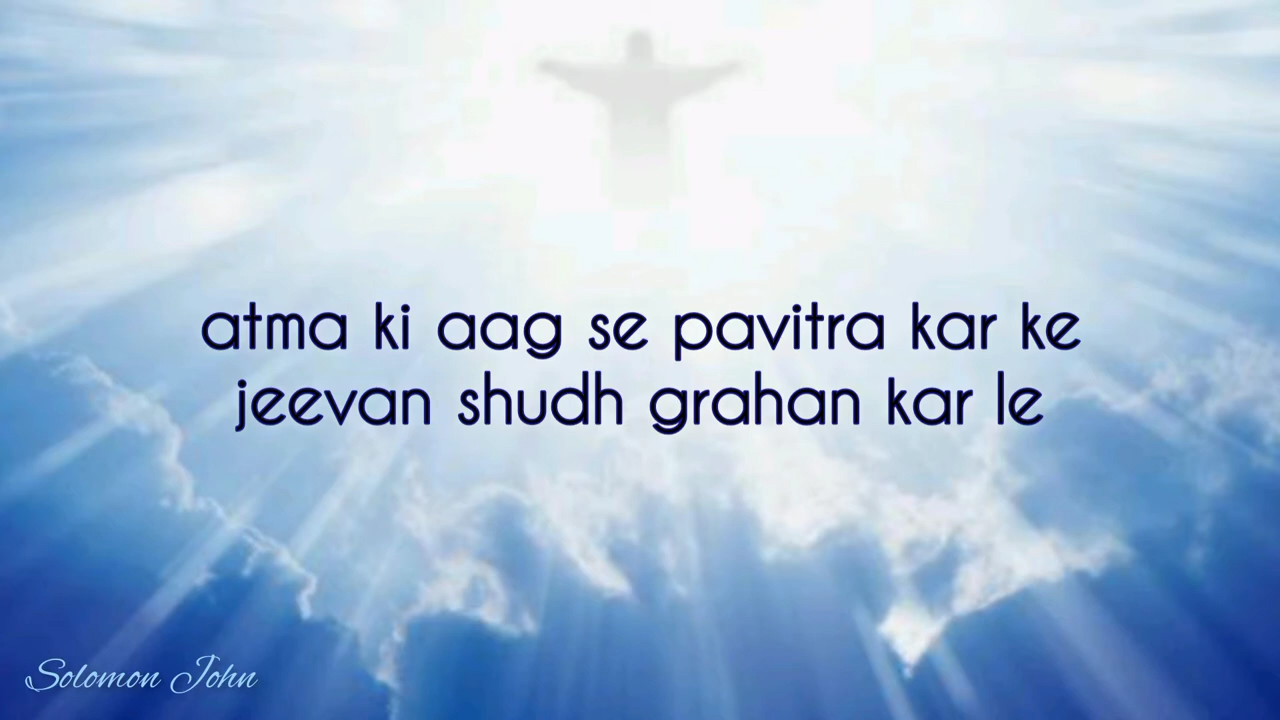 atma ki aag se pavitra kar ke
jeevan shudh grahan kar le
Solomon John